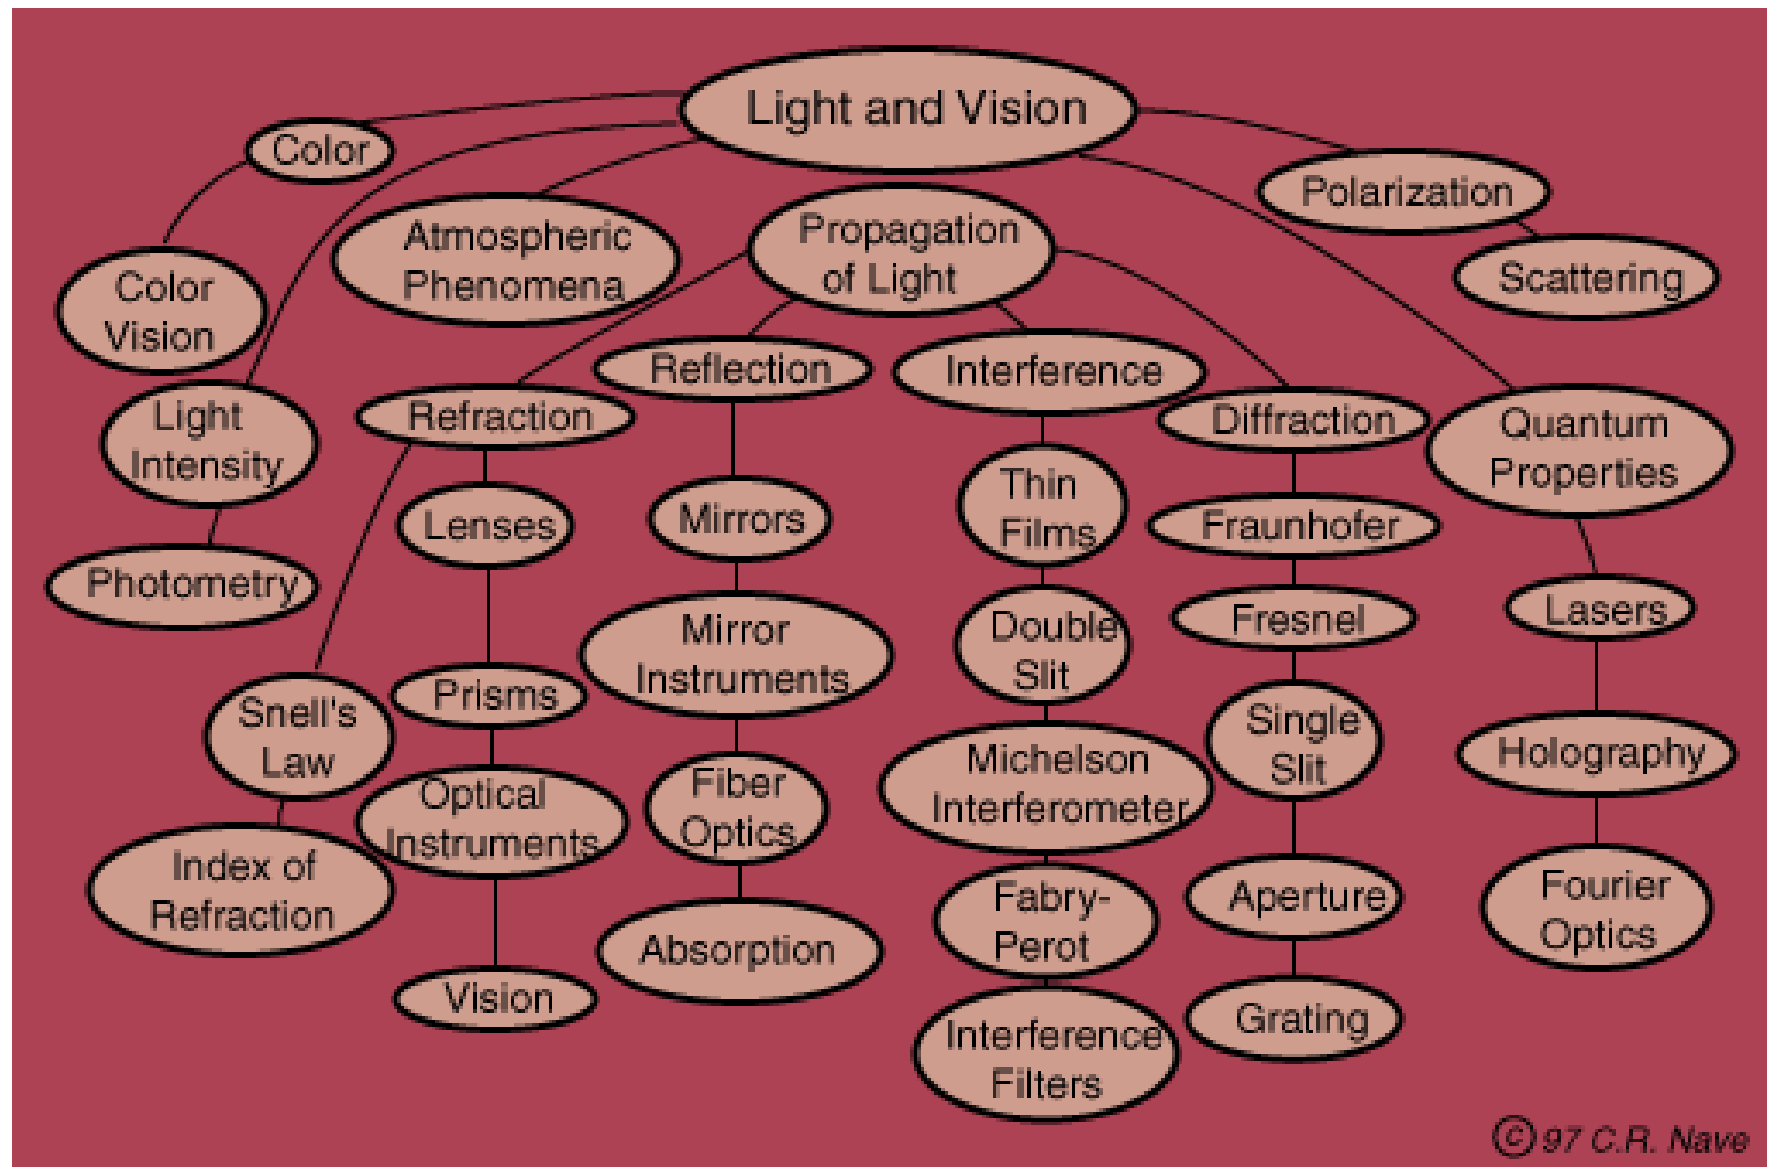 Light and Vision
Color
Polarization
Atmospheric
Phenomena
Propagation
of Light
Scattering
Color
Vision
Reflection
Interference
Light
Intensity
Refraction
Diffraction
Quantum
Properties
Lenses
Mirrors
Thin
Films
Fraunhofer
Photometry
Mirror
Instruments
Double
Slit
Fresnel
Lasers
Snell's
Law
Prisms
Michelson
Interferometer
Single
Slit
Holography
Optical
Instruments
Fiber
Optics
Index of
Refraction
Fabry-
Perot
Aperture
Fourier
Optics
Vision
Absorption
Interference
Filters
Grating
© 97 C.R. Nave